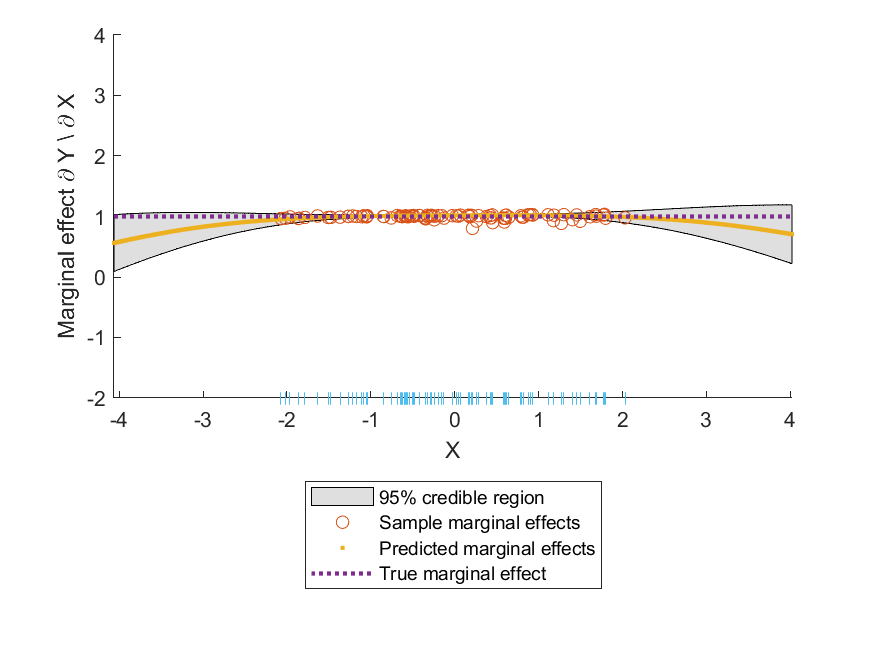 4
3
2
1
0
-1
-2
Marginal effect ∂ Y \ ∂ X
-4 -3 -2 -1 0 1 2 3 4
X
95% credible region
Sample marginal effects
Predicted marginal effects
True marginal effect